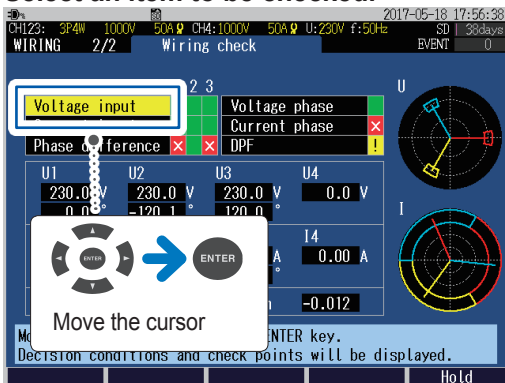 Select an item to be checked.
2017-05-18 17:56:38
CH123: 3P4W 1000V 50A CH4:1000V 50A U:230V f:50Hz SD 38days
WIRING 2/2 Wiring check EVENT 0
2 3 U
Voltage input Voltage phase
Current phase
Phase difference DPF !
U1 U2 U3 U4
230.0 V 230.0 V 230.0 V 0.0 V
0.0 ° -120.1 ° 120.0 °
I
I4
A 0.00 A
°
ENTER ENTER
-0.012
Move the cursor
ENTER key.
Decision conditions and check points will be displayed.
Hold